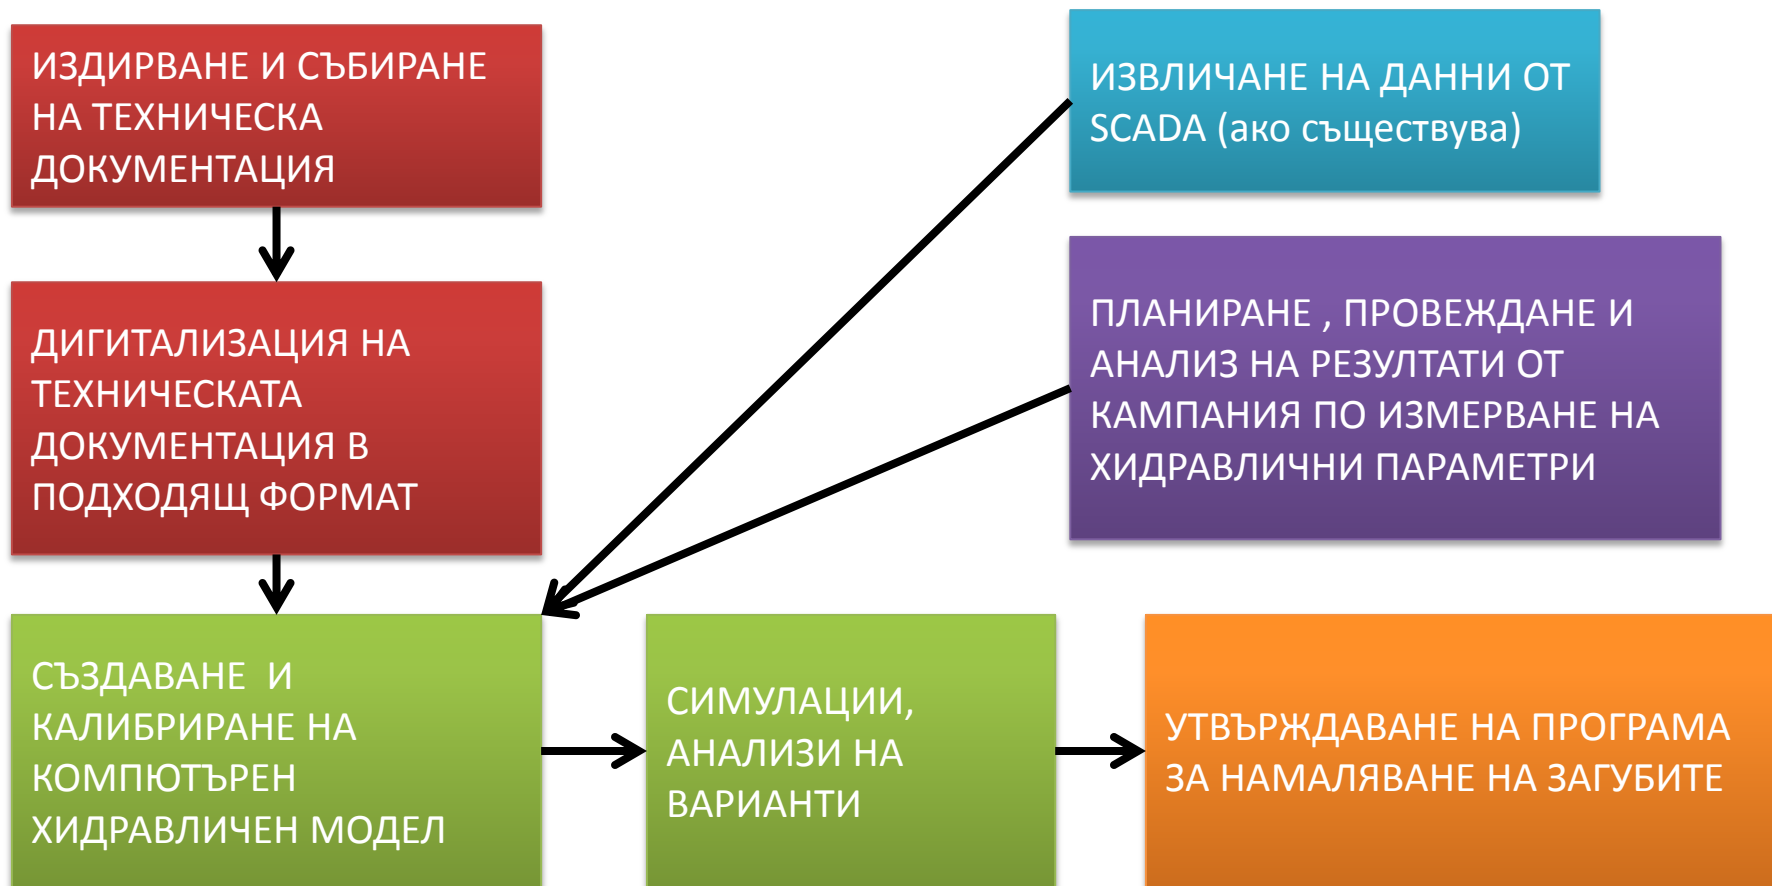 ИЗДИРВАНЕ И СЪБИРАНЕ
НА ТЕХНИЧЕСКА
ДОКУМЕНТАЦИЯ
ИЗВЛИЧАНЕ НА ДАННИ ОТ
SCADA (ако съществува)
ДИГИТАЛИЗАЦИЯ НА
ТЕХНИЧЕСКАТА
ДОКУМЕНТАЦИЯ В
ПОДХОДЯЩ ФОРМАТ
ПЛАНИРАНЕ , ПРОВЕЖДАНЕ И
АНАЛИЗ НА РЕЗУЛТАТИ ОТ
КАМПАНИЯ ПО ИЗМЕРВАНЕ НА
ХИДРАВЛИЧНИ ПАРАМЕТРИ
СЪЗДАВАНЕ  И
КАЛИБРИРАНЕ НА
КОМПЮТЪРЕН
ХИДРАВЛИЧЕН МОДЕЛ
СИМУЛАЦИИ,
АНАЛИЗИ НА
ВАРИАНТИ
УТВЪРЖДАВАНЕ НА ПРОГРАМА
ЗА НАМАЛЯВАНЕ НА ЗАГУБИТЕ